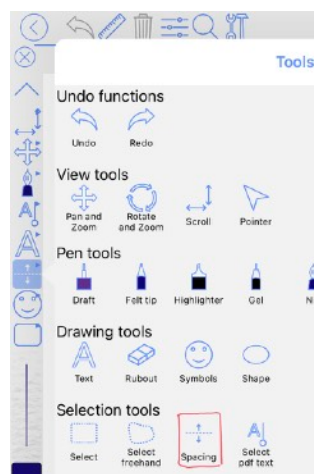 Tools
Undo functions
Undo Redo
View tools
Pan and Zoom Rotate and Zoom Scroll Pointer
Pen tools
Draft Felt tip Highlighter Gel
Drawing tools
Text Rubout Symbols Shape
Selection tools
Select Select freehand Spacing Select pdf text